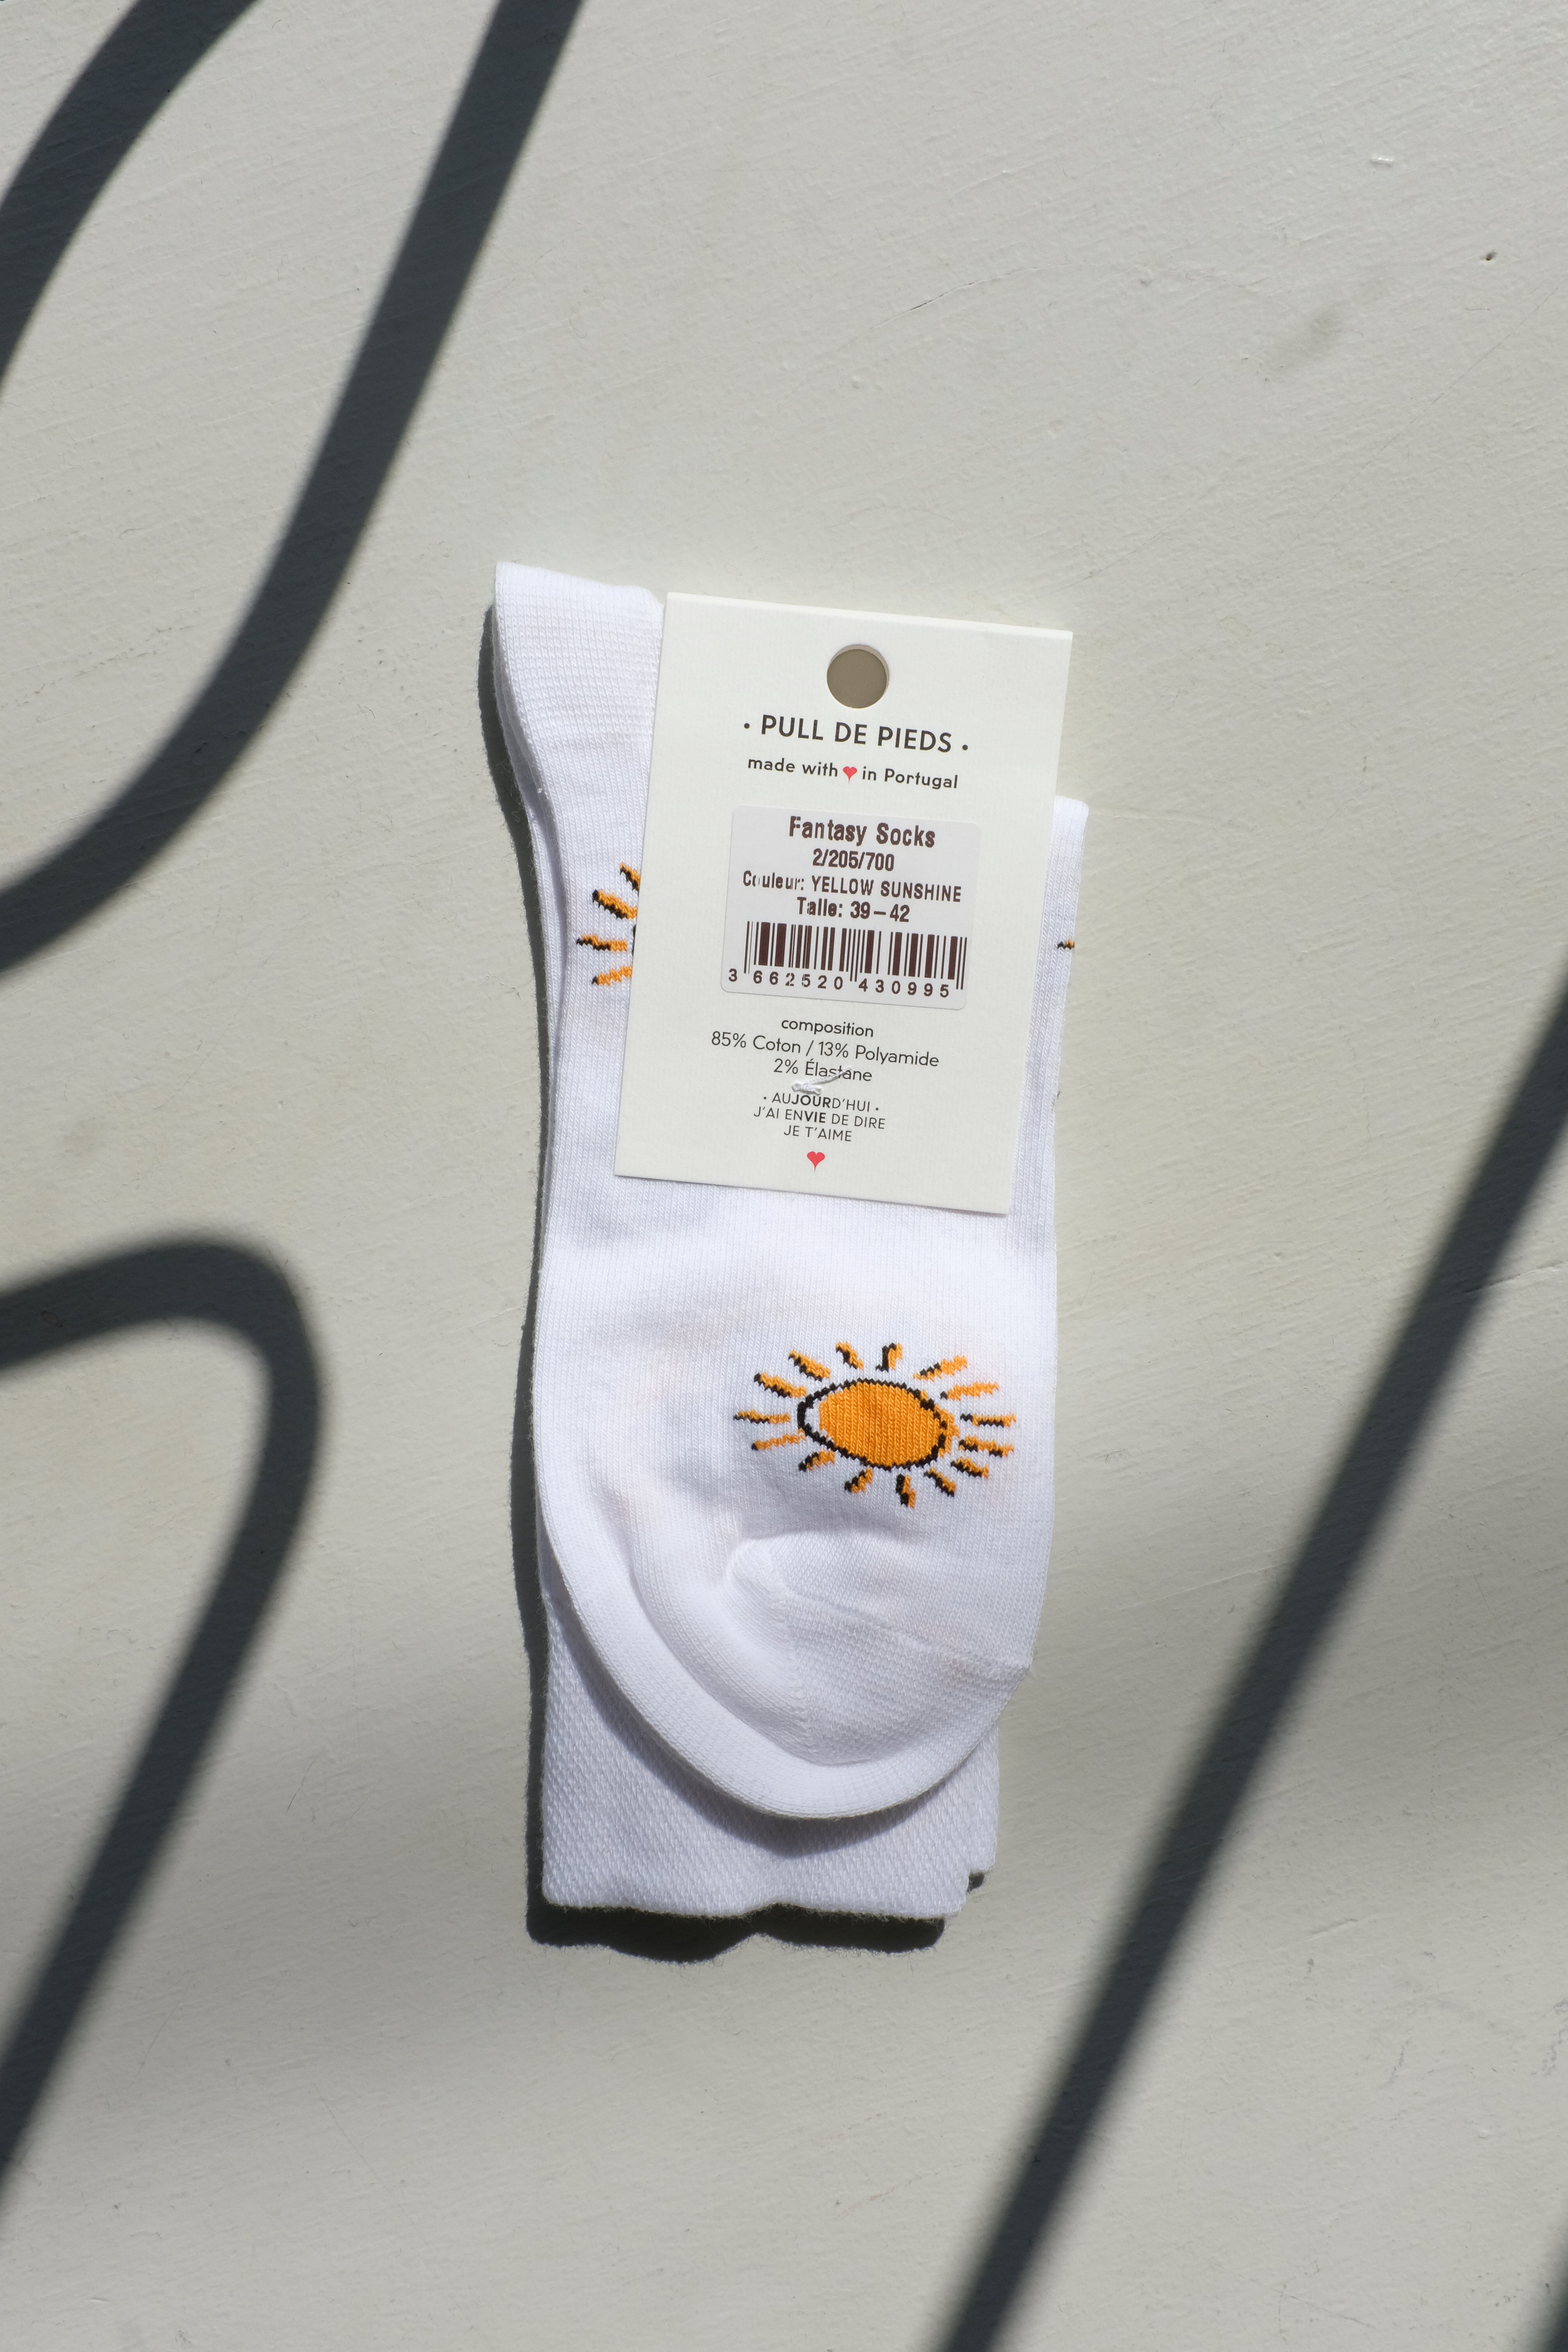 · PULL DE PIEDS ·
made with ♥ in Portugal
Fantasy Socks
2/205/700
Couleur: YELLOW SUNSHINE
Taille: 39-42
3 662520 430995
composition
85% Coton / 13% Polyamide
2% Élastane
· AUJOURD'HUI ·
J'AI ENVIE DE DIRE
JE T'AIME
♥